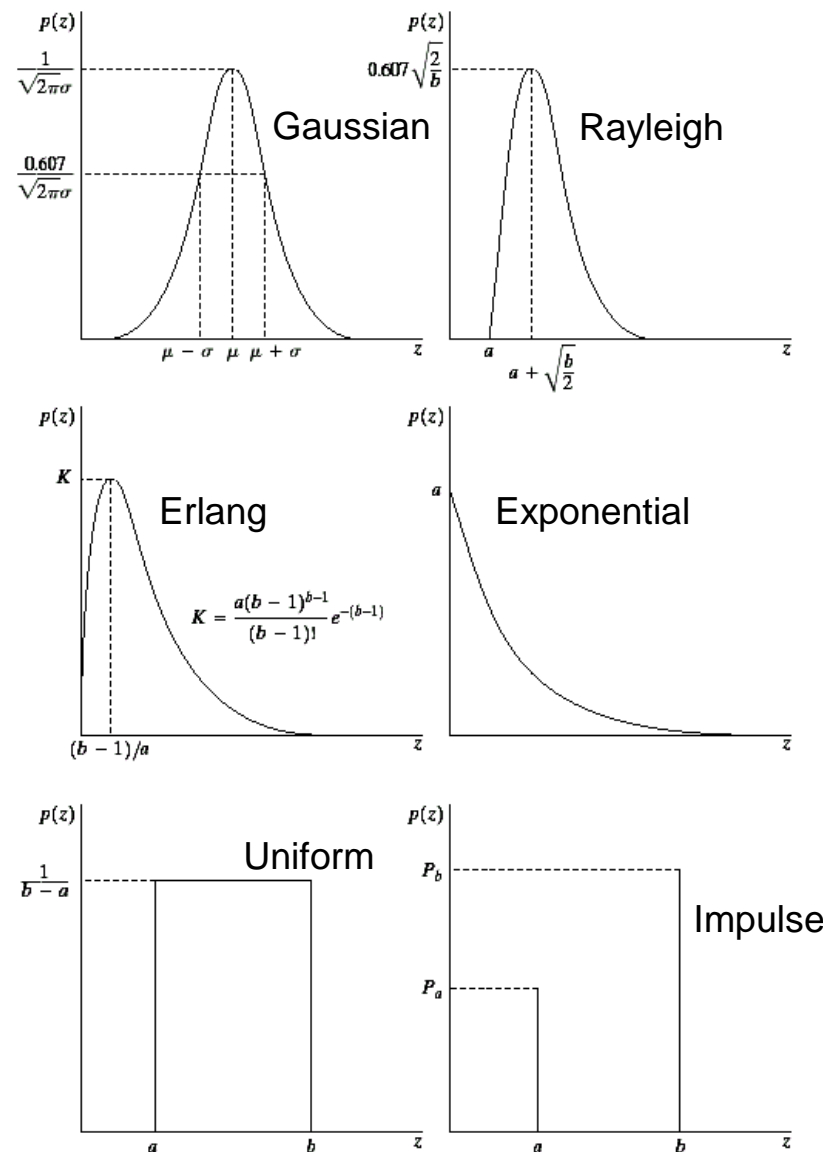 p(z)
1
√2πσ
0.607
√2πσ
Gaussian
μ − σ μ μ + σ z
p(z)
0.607√2/b
Rayleigh
a z
a + √b/2
p(z)
K
Erlang
K = a(b − 1)^{b−1}/(b − 1)! e^{−(b−1)}
(b − 1)/a z
p(z)
a
Exponential
z
p(z)
1
b − a
Uniform
a b z
p(z)
P_b
Impulse
P_a
a b z